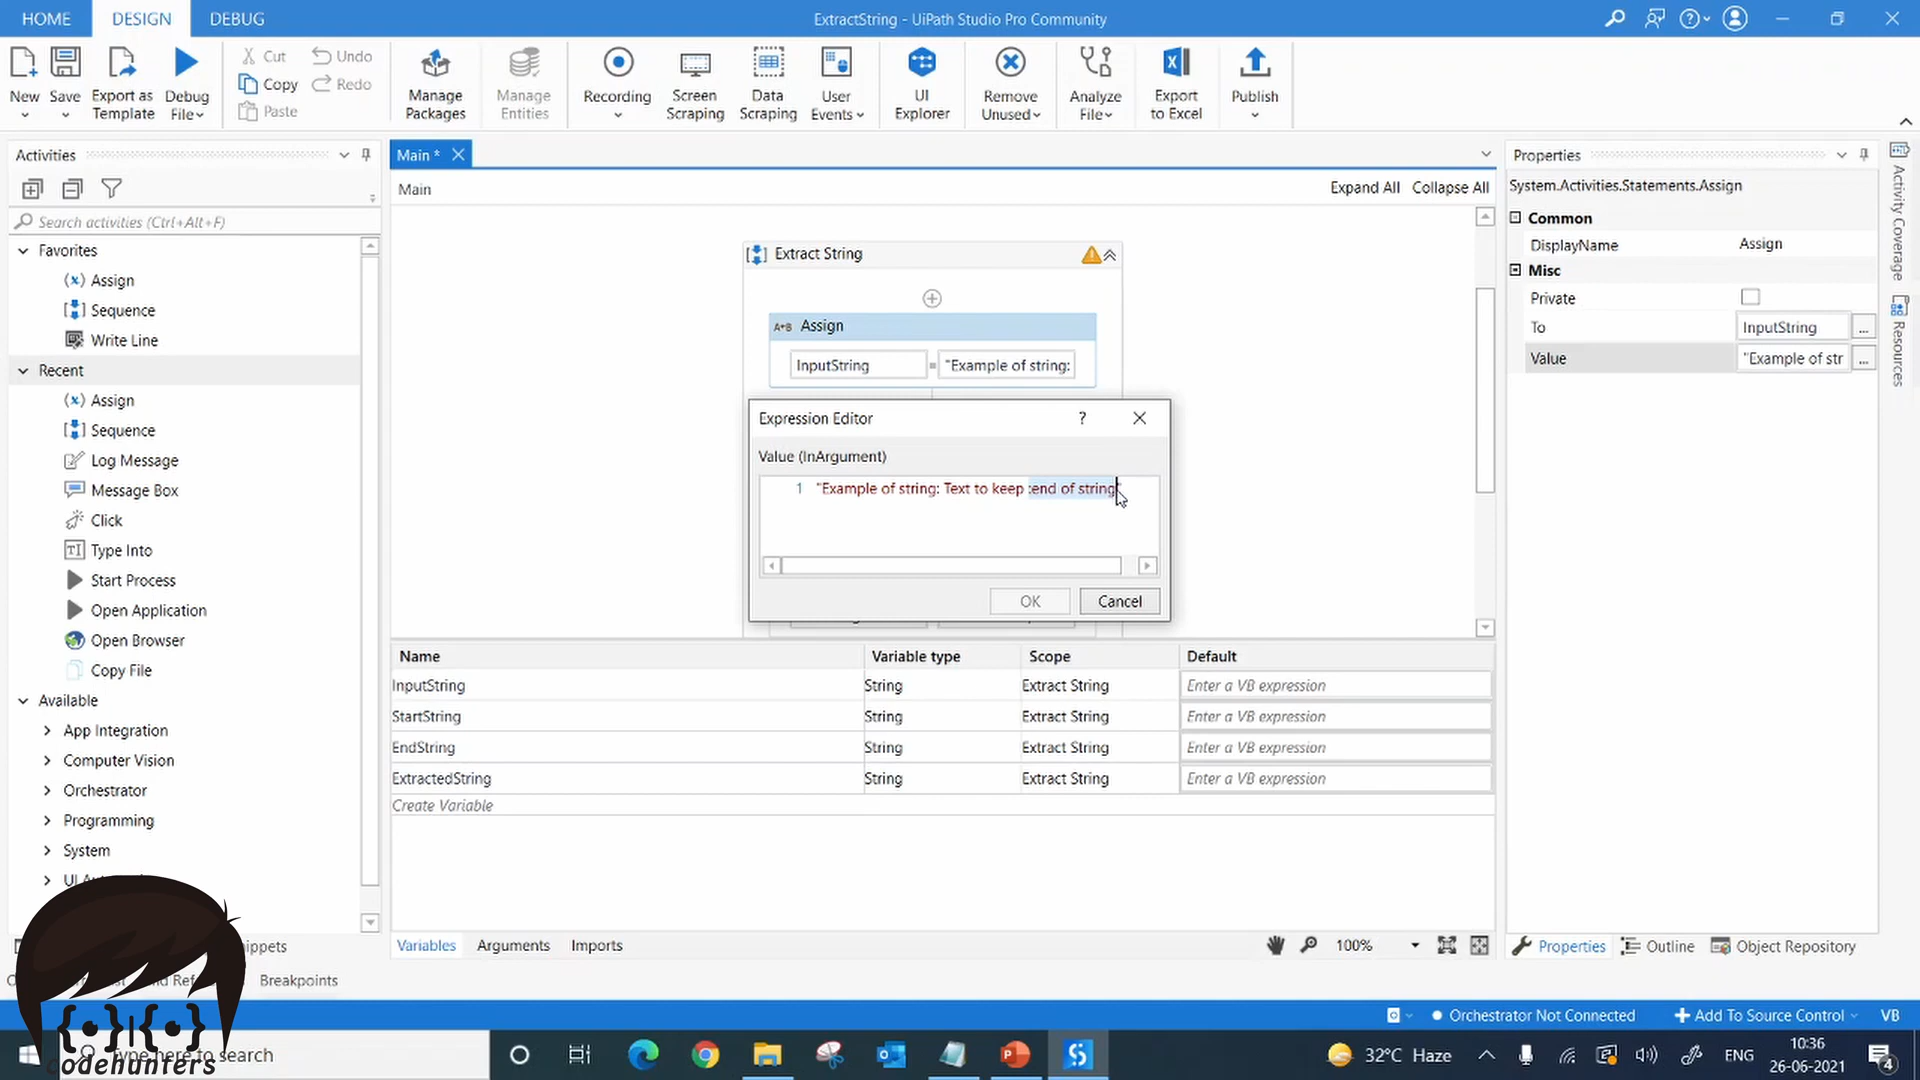 HOME DESIGN DEBUG ExtractString - UiPath Studio Pro Community
New Save Export as Template Debug File Cut Copy Paste Undo Redo Manage Packages Manage Entities Recording Screen Scraping Data Scraping User Events UI Explorer Remove Unused Analyze File Export to Excel Publish
Activities
Search activities (Ctrl+Alt+F)
Favorites
Assign
Sequence
Write Line
Recent
Assign
Sequence
Log Message
Message Box
Click
Type Into
Start Process
Open Application
Open Browser
Copy File
Available
App Integration
Computer Vision
Orchestrator
Programming
System
Main *
Main Expand All Collapse All
Extract String
A+B Assign
InputString = "Example of string:
Expression Editor ?
Value (InArgument)
1 "Example of string: Text to keep :end of string"
OK Cancel
Name Variable type Scope Default
InputString String Extract String Enter a VB expression
StartString String Extract String Enter a VB expression
EndString String Extract String Enter a VB expression
ExtractedString String Extract String Enter a VB expression
Create Variable
Variables Arguments Imports 100%
Properties
System.Activities.Statements.Assign
Common
DisplayName Assign
Misc
Private
To InputString ...
Value "Example of str ...
Activity Coverage
Resources
Properties Outline Object Repository
Breakpoints
Orchestrator Not Connected Add To Source Control VB
{•}|{•}
codehunters
Type here to search
32°C Haze ENG 10:36
26-06-2021
4